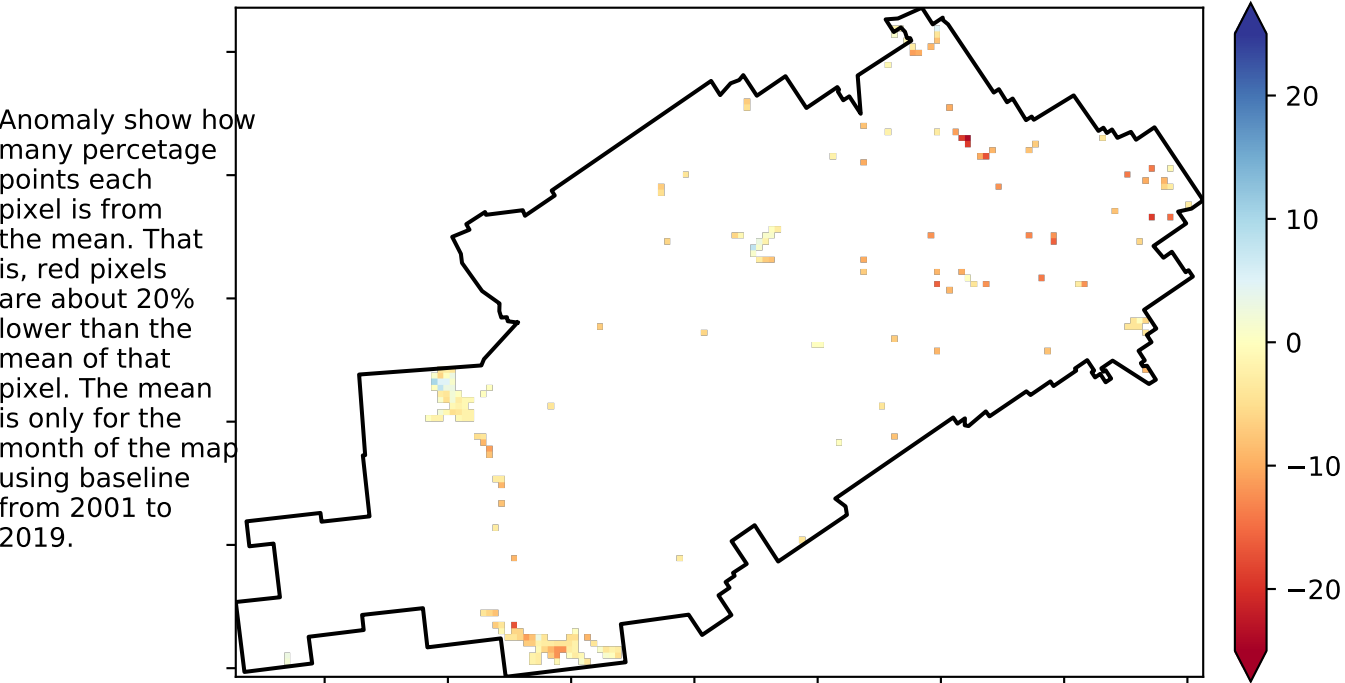 Anomaly show how
many percetage
points each
pixel is from
the mean. That
is, red pixels
are about 20%
lower than the
mean of that
pixel. The mean
is only for the
month of the map
using baseline
from 2001 to
2019.
20
10
0
−10
−20